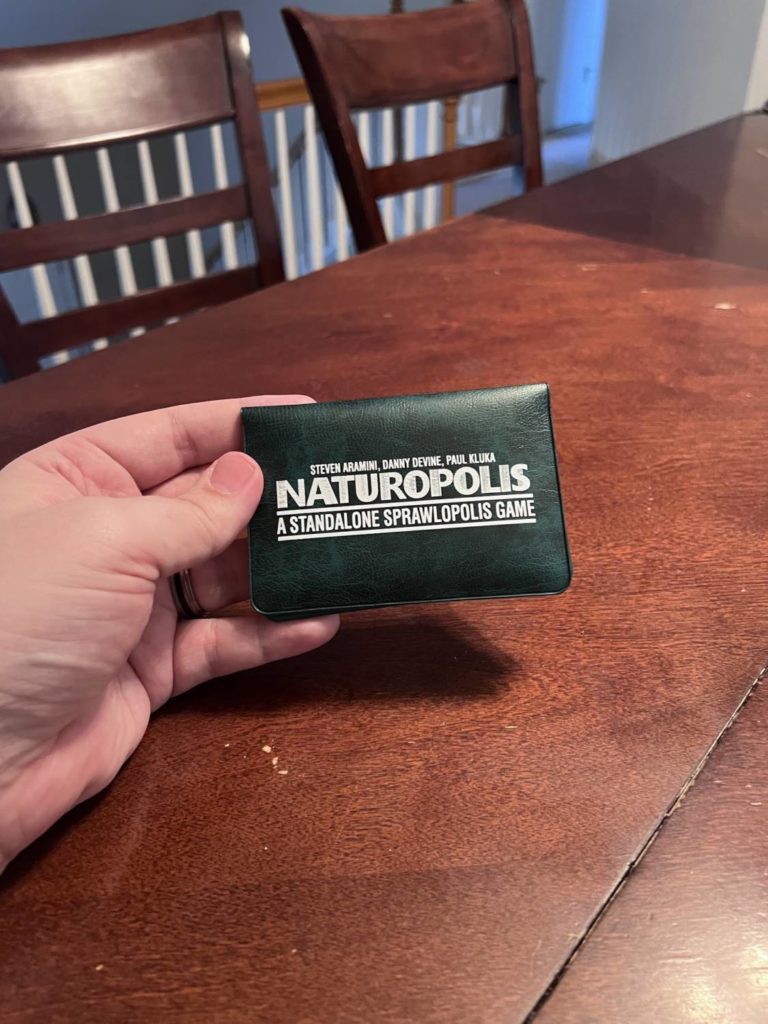 STEVEN ARAMINI, DANNY DEVINE, PAUL KLUKA
NATUROPOLIS
A STANDALONE SPRAWLOPOLIS GAME